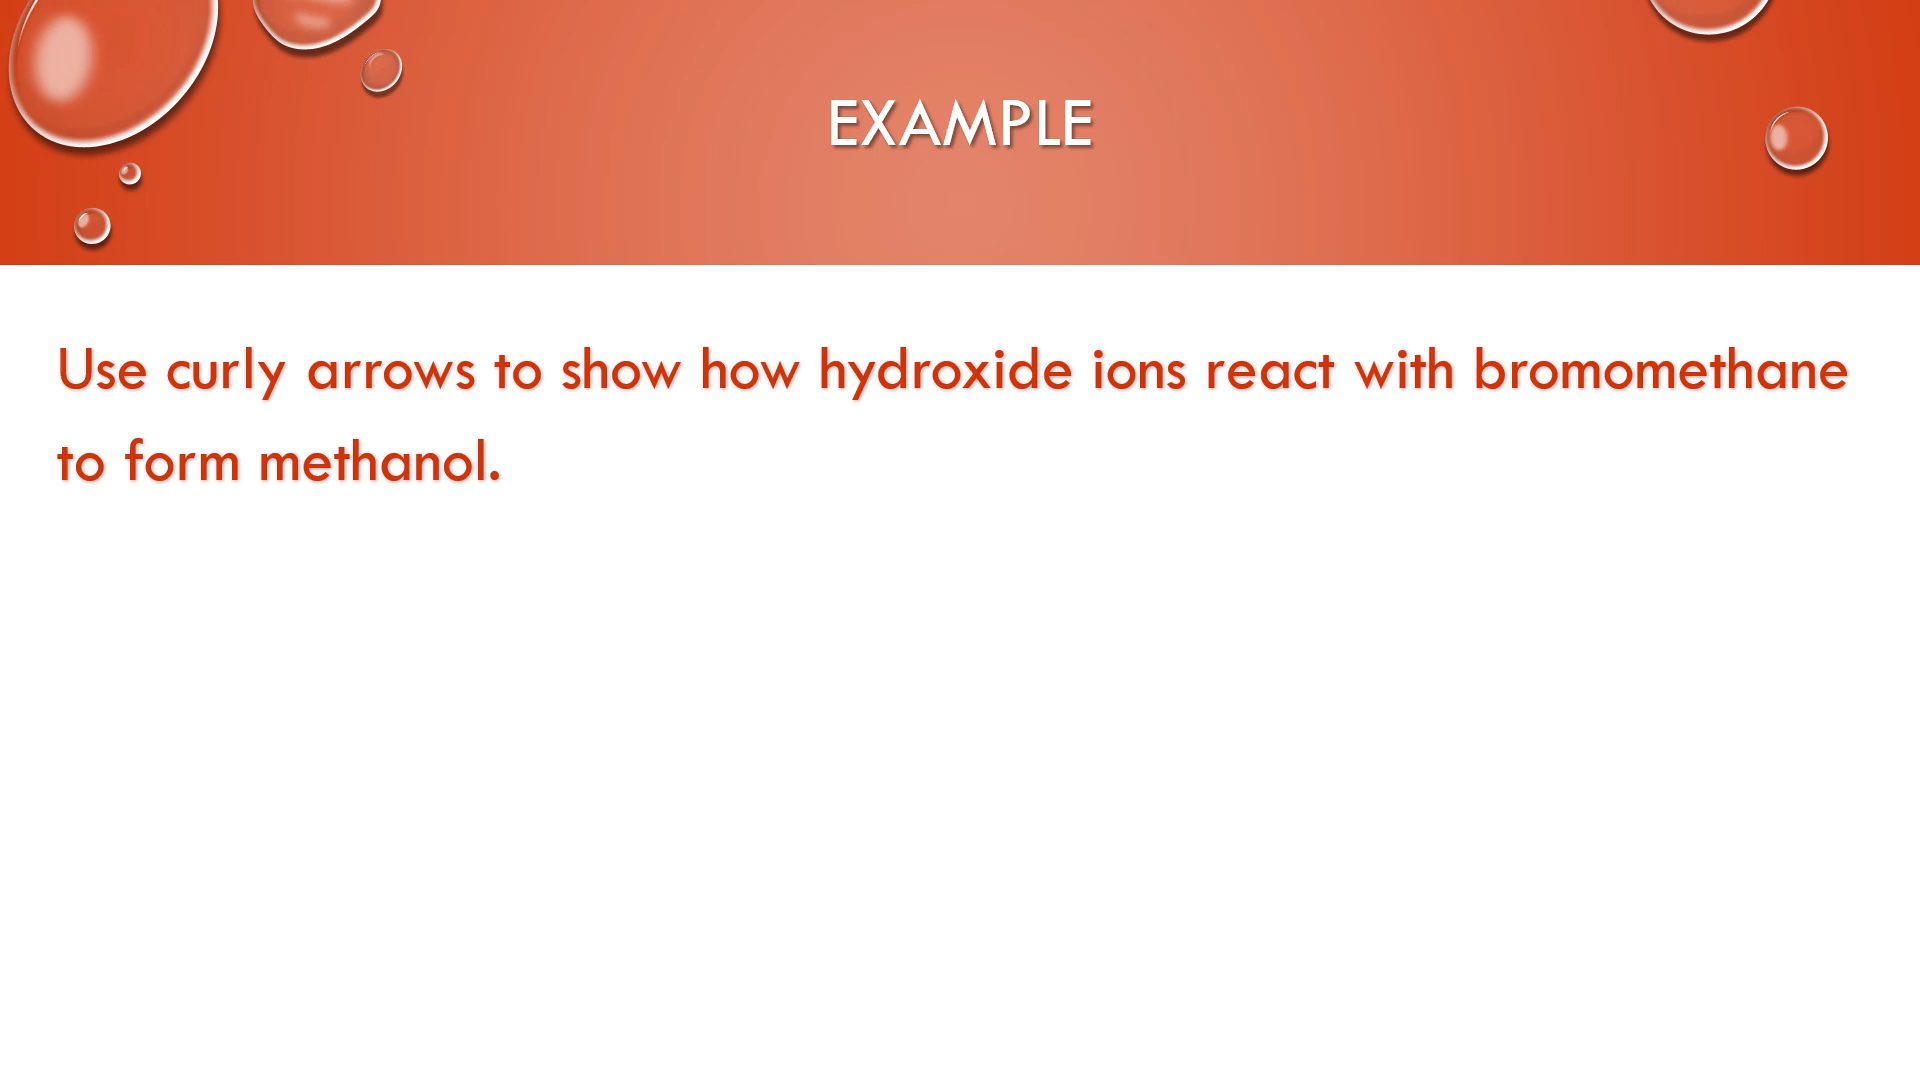 EXAMPLE
Use curly arrows to show how hydroxide ions react with bromomethane
to form methanol.